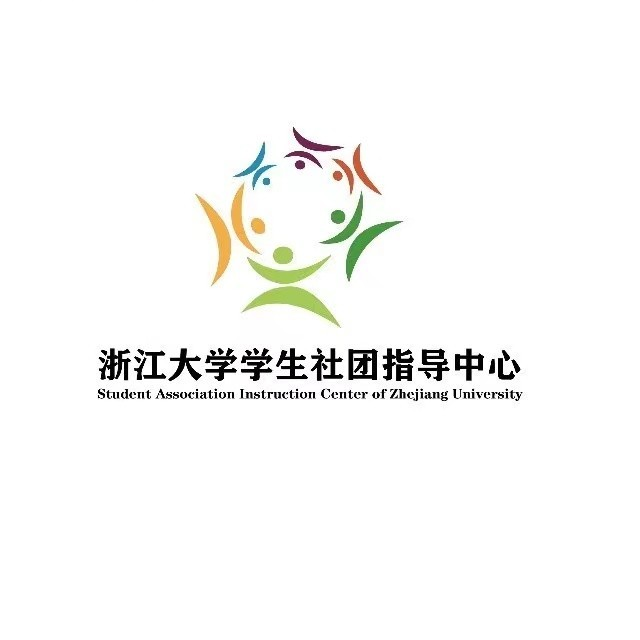 浙江大学学生社团指导中心
Student Association Instruction Center of Zhejiang University